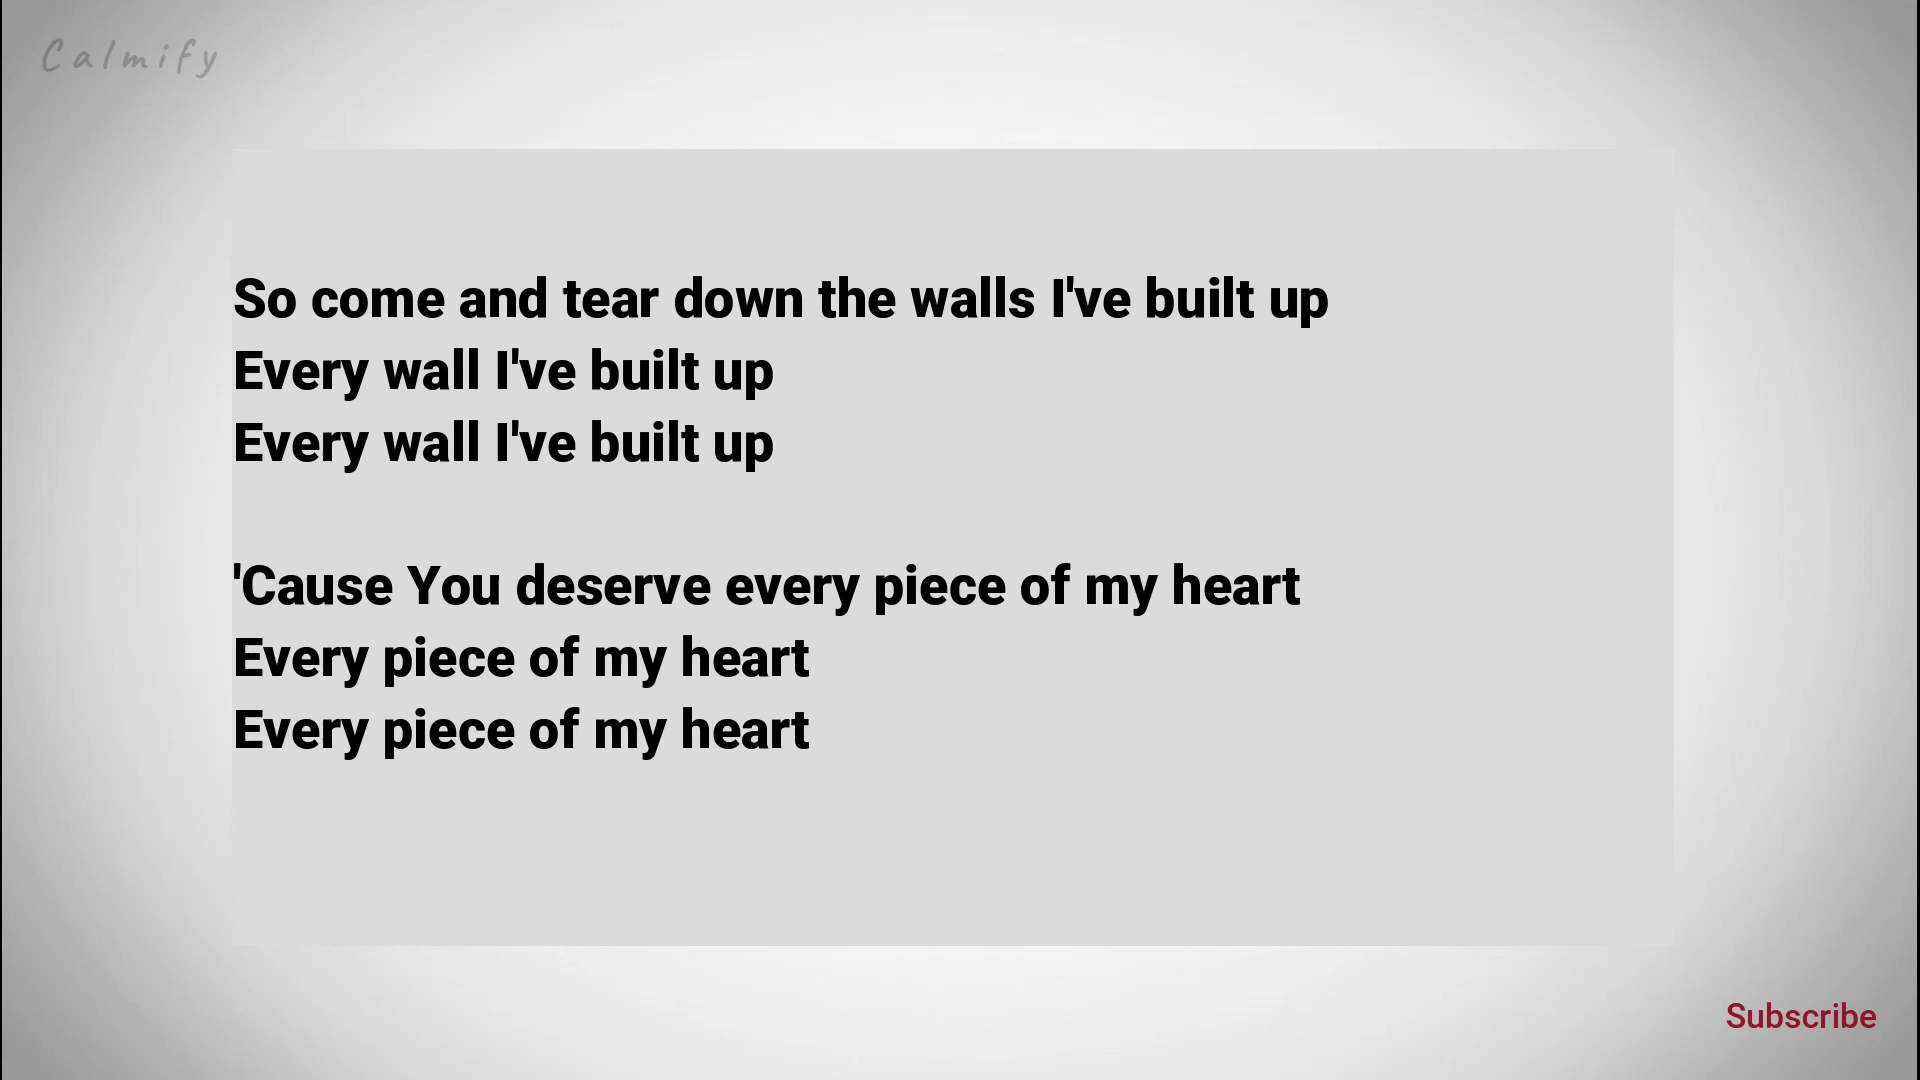 Calmify
So come and tear down the walls I've built up
Every wall I've built up
Every wall I've built up
'Cause You deserve every piece of my heart
Every piece of my heart
Every piece of my heart
Subscribe